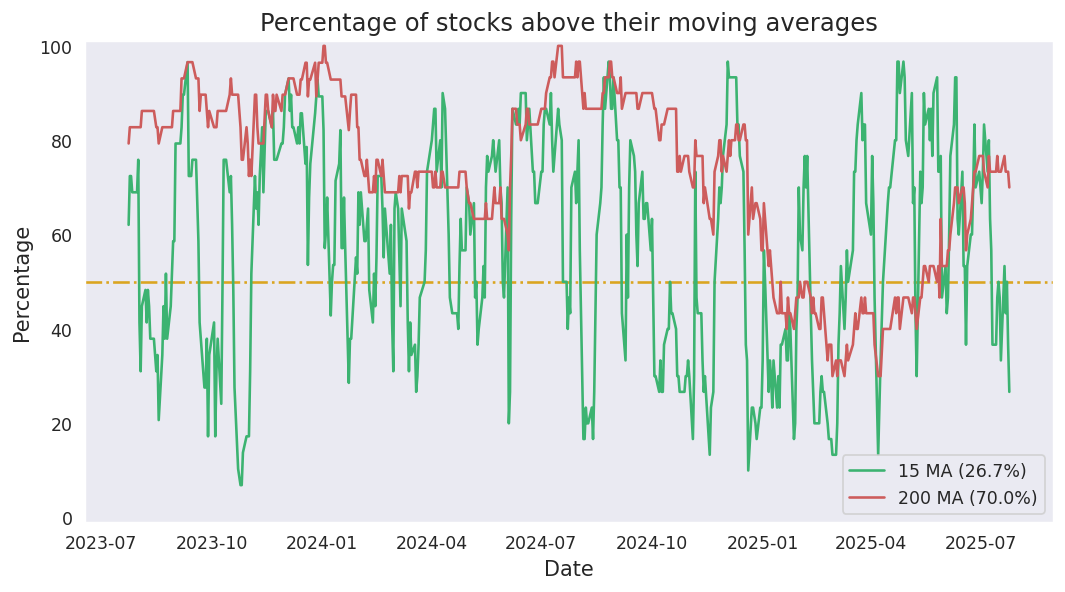 Percentage of stocks above their moving averages
100
80
60
40
20
0
Percentage
2023-07 2023-10 2024-01 2024-04 2024-07 2024-10 2025-01 2025-04 2025-07
Date
15 MA (26.7%)
200 MA (70.0%)